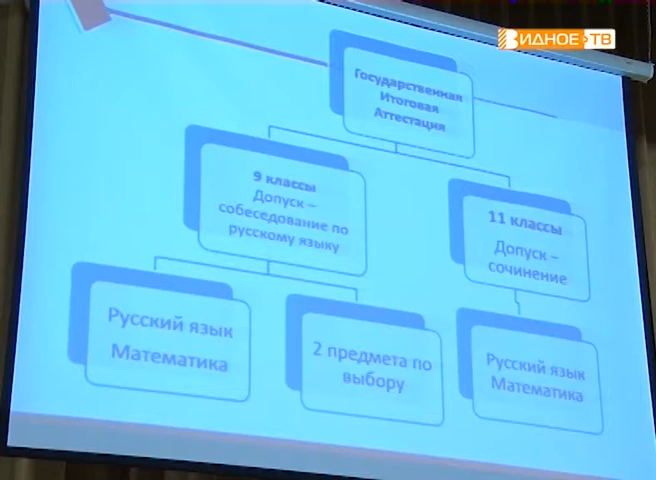 ВИДНОЕ ТВ
Государственная
Итоговая
Аттестация
9 классы
Допуск –
собеседование по
русскому языку
11 классы
Допуск –
сочинение
Русский язык
Математика
2 предмета по
выбору
Русский язык
Математика